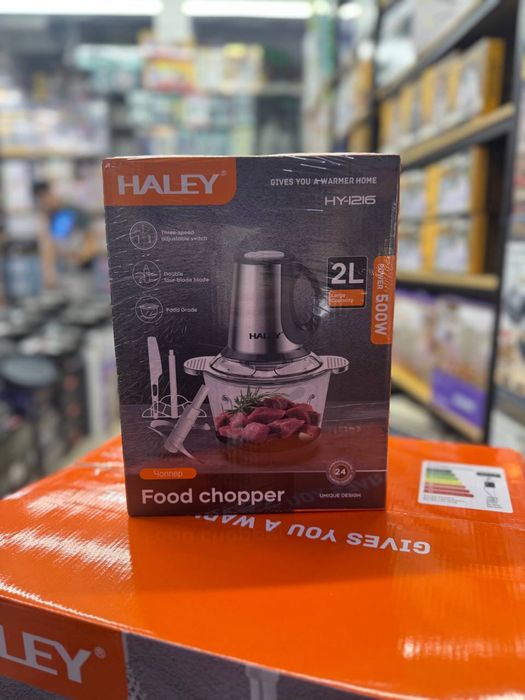 HALEY®
GIVES YOU A WARMER HOME
HY-1216
Three-speed
adjustable switch
Double
four-blade blade
Food Grade
2L
Large
Capacity
POWER 500W
HALEY
Чоппер
Food chopper
24
UNIQUE DESIGN
GIVES YOU A WAR
LEY®